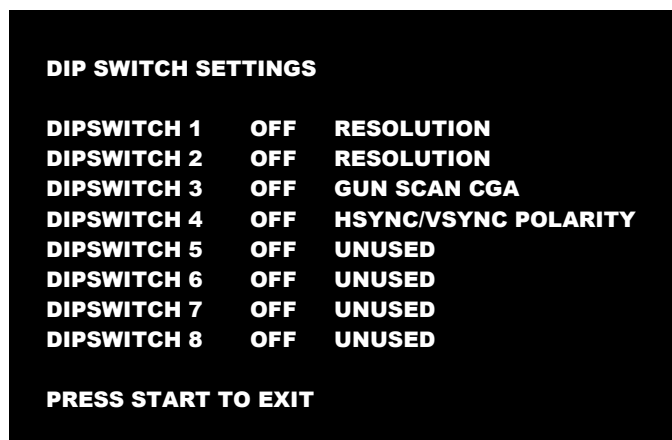 DIP SWITCH SETTINGS
DIPSWITCH 1 OFF RESOLUTION
DIPSWITCH 2 OFF RESOLUTION
DIPSWITCH 3 OFF GUN SCAN CGA
DIPSWITCH 4 OFF HSYNC/VSYNC POLARITY
DIPSWITCH 5 OFF UNUSED
DIPSWITCH 6 OFF UNUSED
DIPSWITCH 7 OFF UNUSED
DIPSWITCH 8 OFF UNUSED
PRESS START TO EXIT